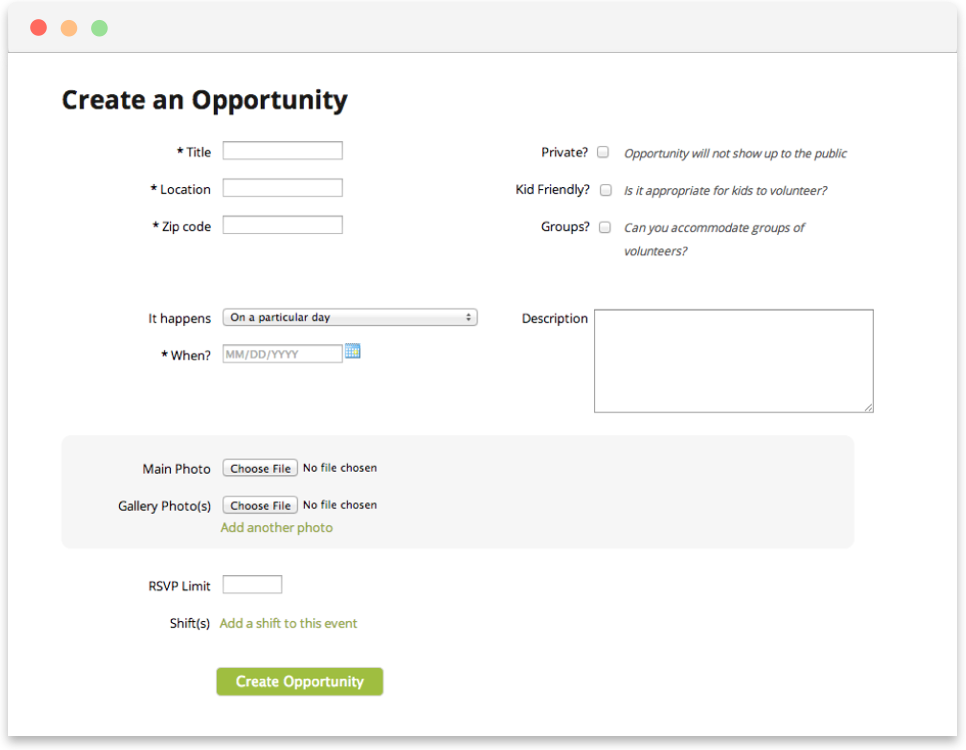 Create an Opportunity
* Title
* Location
* Zip code
Private? Opportunity will not show up to the public
Kid Friendly? Is it appropriate for kids to volunteer?
Groups? Can you accommodate groups of
volunteers?
It happens On a particular day
* When? MM/DD/YYYY
Description
Main Photo Choose File No file chosen
Gallery Photo(s) Choose File No file chosen
Add another photo
RSVP Limit
Shift(s) Add a shift to this event
Create Opportunity